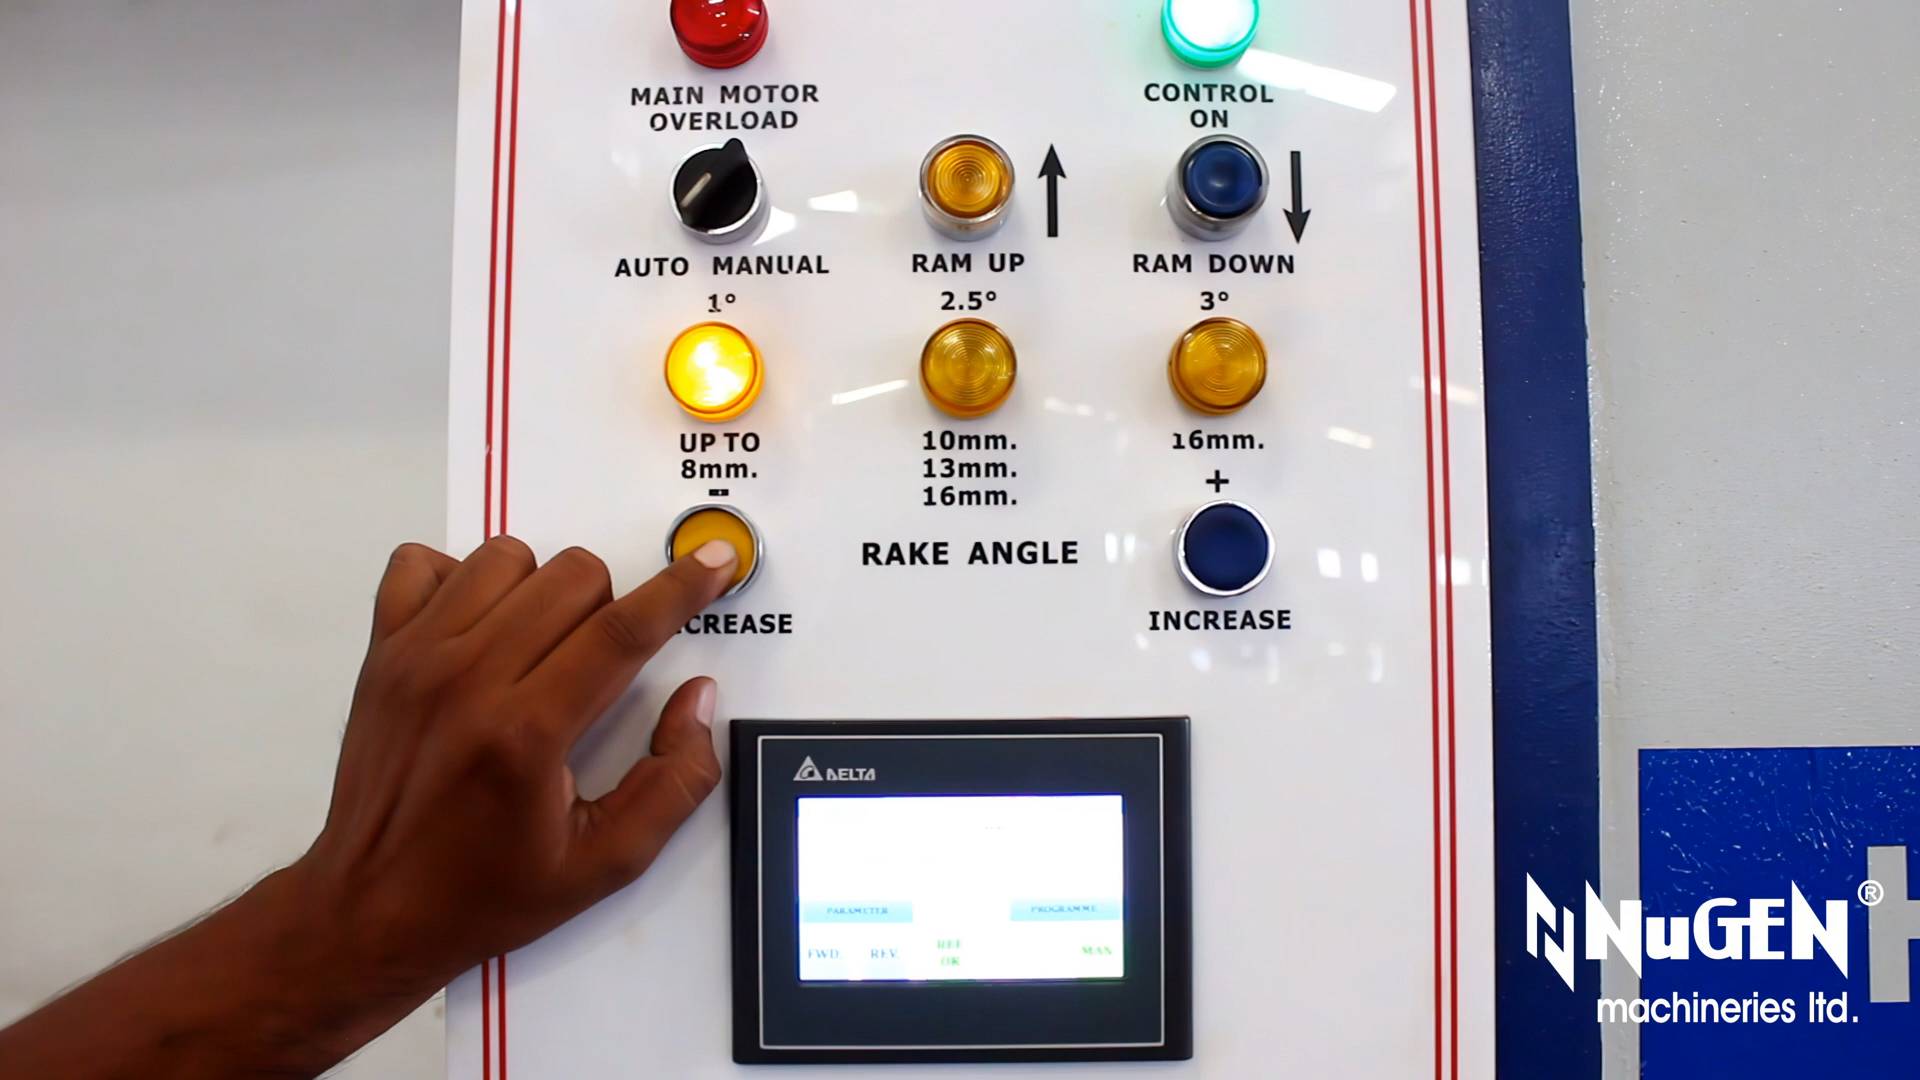 MAIN MOTOR
OVERLOAD
CONTROL
ON
AUTO MANUAL
RAM UP
RAM DOWN
1°
2.5°
3°
UP TO
8mm.
10mm.
13mm.
16mm.
16mm.
-
+
RAKE ANGLE
CREASE
INCREASE
DELTA
PARAMETER
PROGRAMME
FWD.
REV.
REF
OK
MAN
NuGEN®
machineries ltd.
H